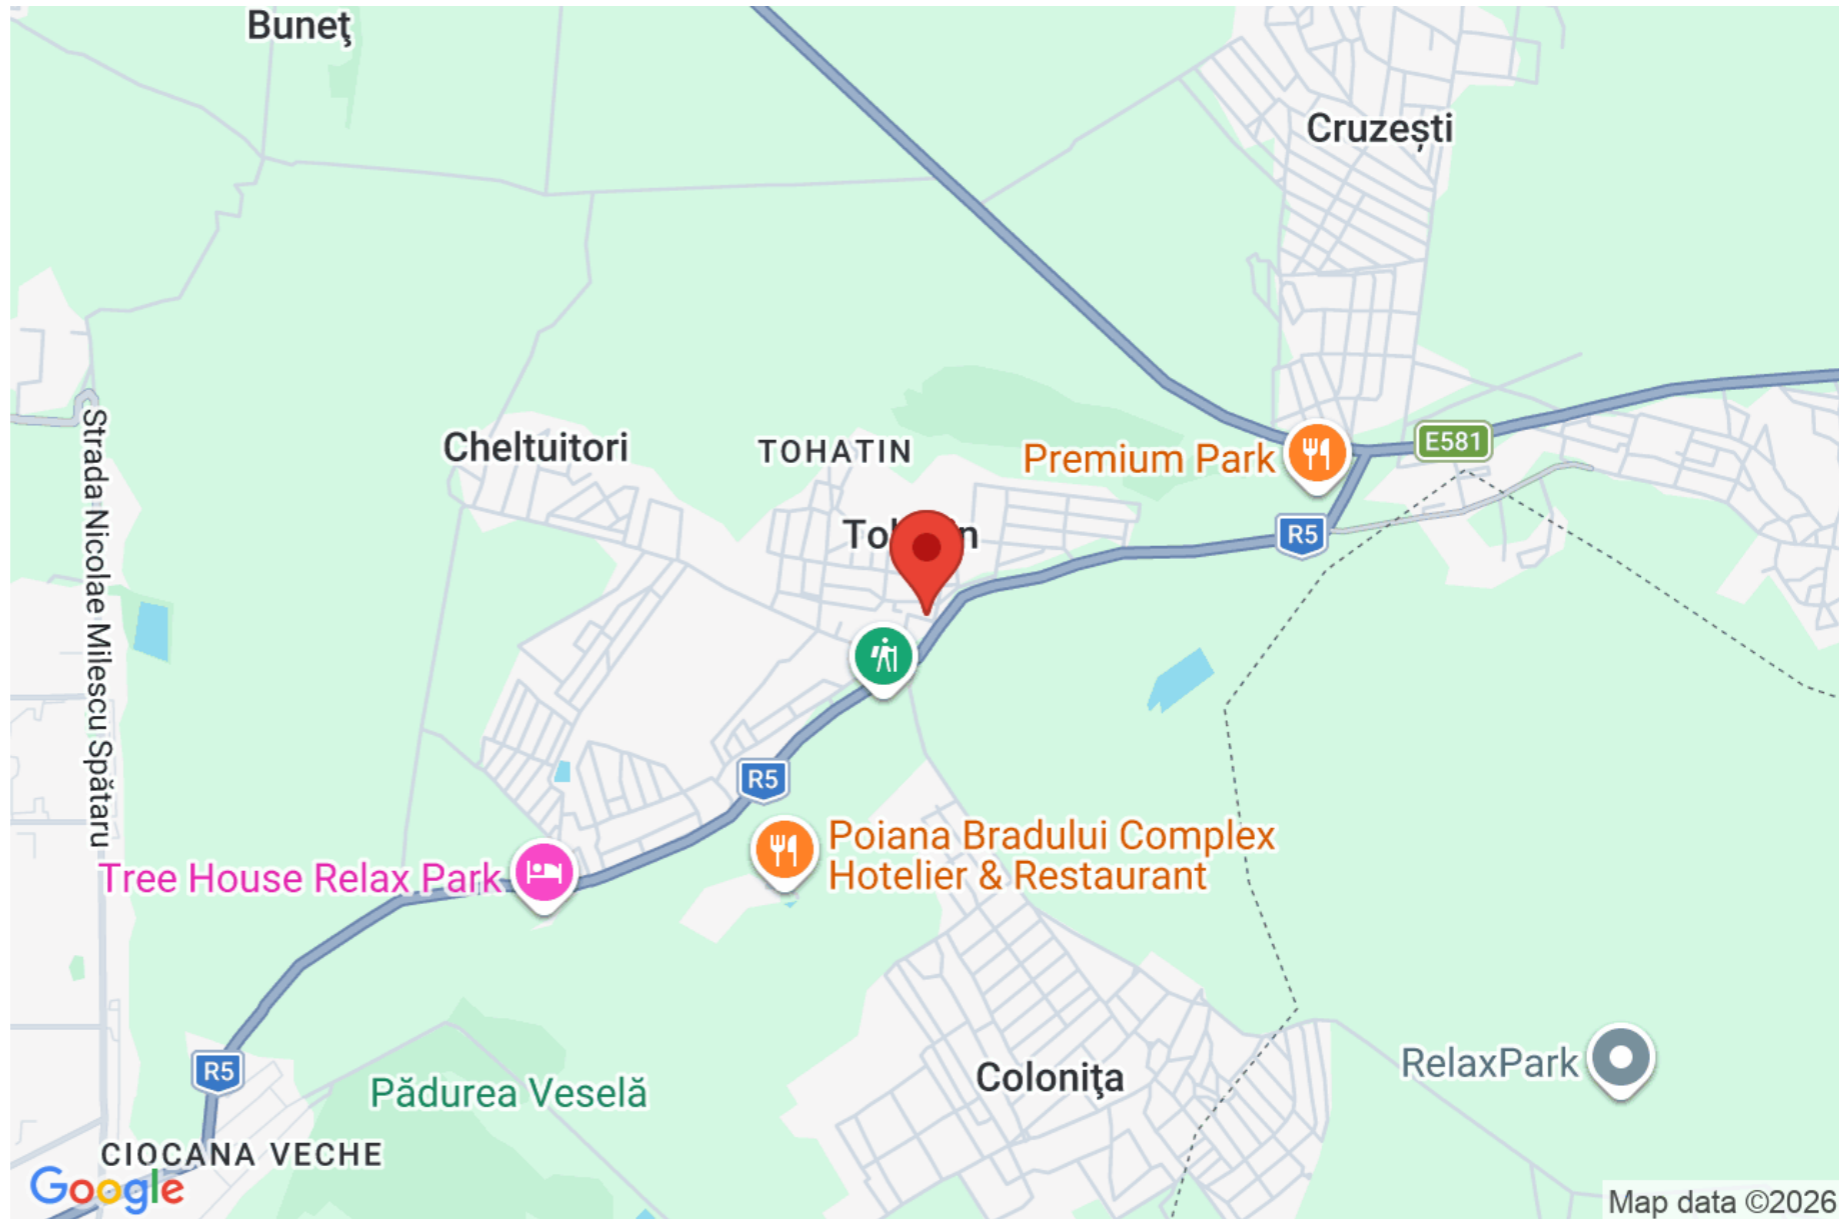 Buneţ
Cruzești
Cheltuitori
TOHATIN
Premium Park
E581
R5
Strada Nicolae Milescu Spătaru
R5
Poiana Bradului Complex
Hotelier & Restaurant
Tree House Relax Park
R5
Pădurea Veselă
Coloniţa
RelaxPark
CIOCANA VECHE
Google
Map data ©2026